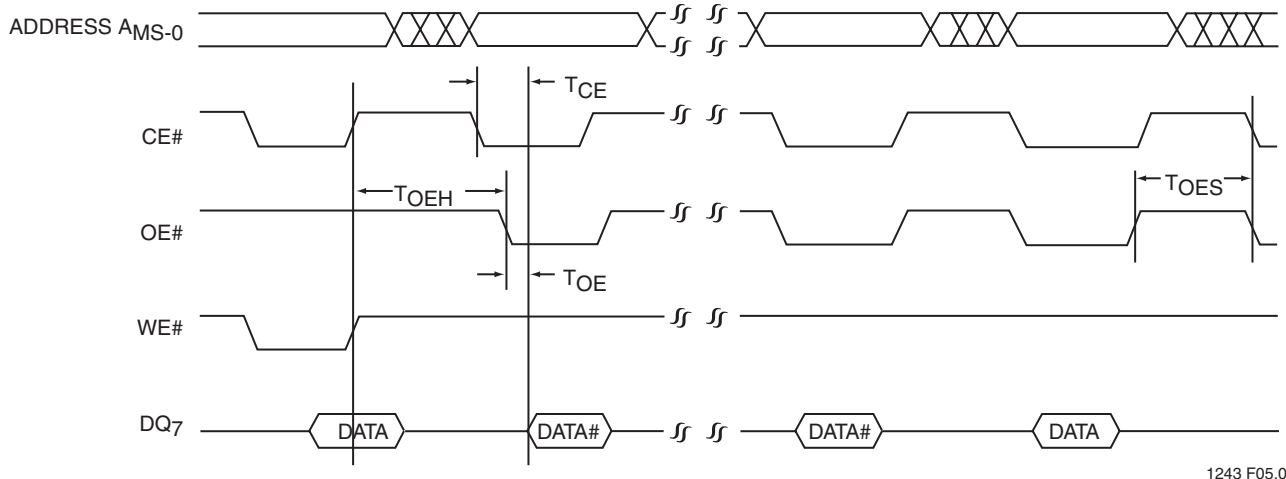 ADDRESS AMS-0
TCE
CE#
TOEH
TOES
OE#
TOE
WE#
DQ7
DATA
DATA#
DATA#
DATA
1243 F05.0